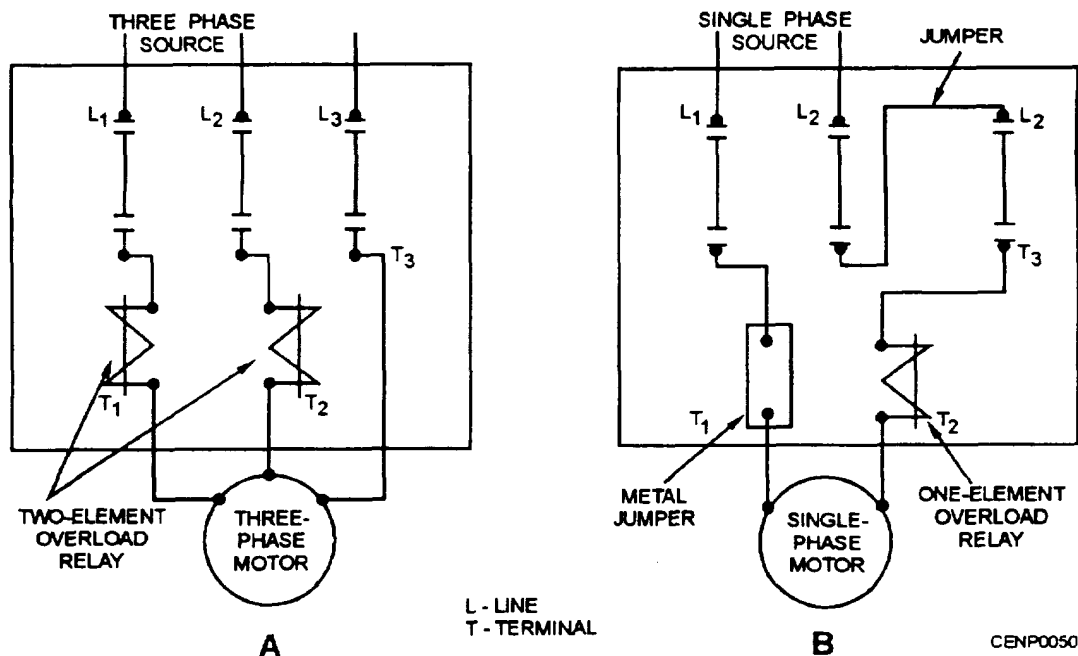 THREE PHASE
SOURCE
L1
L2
L3
T3
T1
T2
TWO-ELEMENT
OVERLOAD
RELAY
THREE-
PHASE
MOTOR
A
L - LINE
T - TERMINAL
SINGLE PHASE
SOURCE
JUMPER
L1
L2
L2
T3
T1
T2
METAL
JUMPER
SINGLE-
PHASE
MOTOR
ONE-ELEMENT
OVERLOAD
RELAY
B
CENP0050